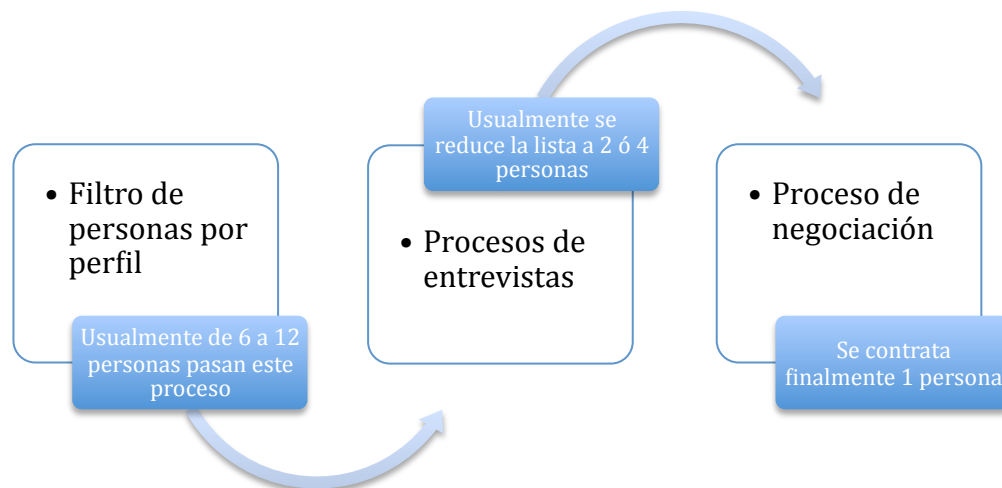 • Filtro de
personas por
perfil
Usualmente de 6 a 12
personas pasan este
proceso
Usualmente se
reduce la lista a 2 ó 4
personas
• Procesos de
entrevistas
• Proceso de
negociación
Se contrata
finalmente 1 persona